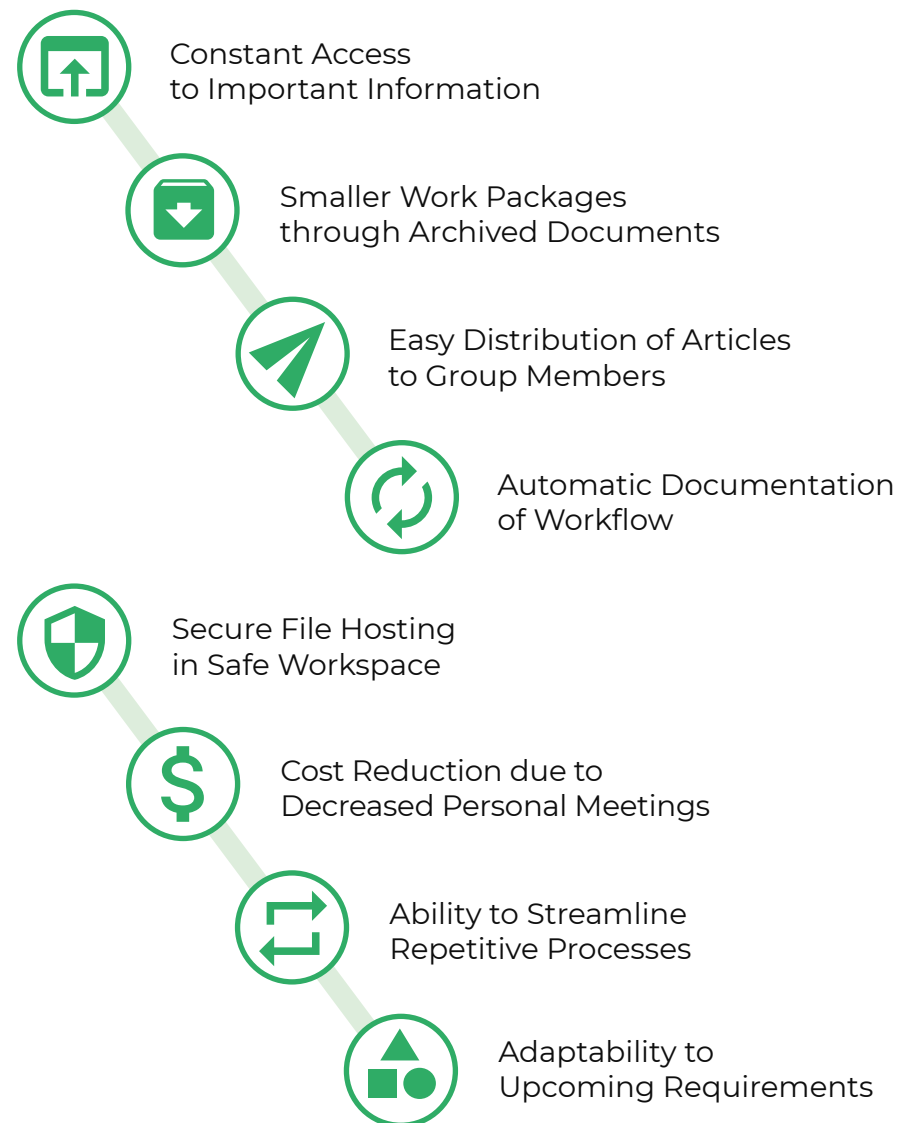 Constant Access
to Important Information
Smaller Work Packages
through Archived Documents
Easy Distribution of Articles
to Group Members
Automatic Documentation
of Workflow
Secure File Hosting
in Safe Workspace
$
Cost Reduction due to
Decreased Personal Meetings
Ability to Streamline
Repetitive Processes
Adaptability to
Upcoming Requirements